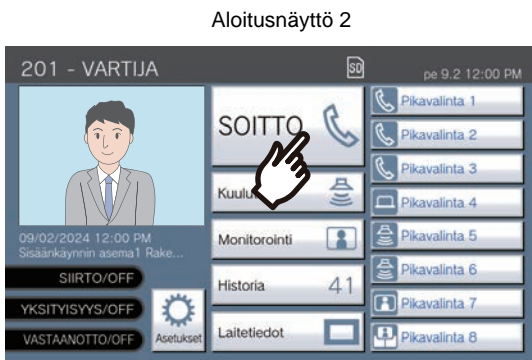 Aloitusnäyttö 2
201 - VARTIJA
SD
pe 9.2 12:00 PM
09/02/2024 12:00 PM
Sisäänkäynnin asema1 Rake...
SIIRTO/OFF
YKSITYISYYS/OFF
VASTAANOTTO/OFF
Asetukset
SOITTO
Kuulu
Monitorointi
Historia 41
Laitetiedot
Pikavalinta 1
Pikavalinta 2
Pikavalinta 3
Pikavalinta 4
Pikavalinta 5
Pikavalinta 6
Pikavalinta 7
Pikavalinta 8